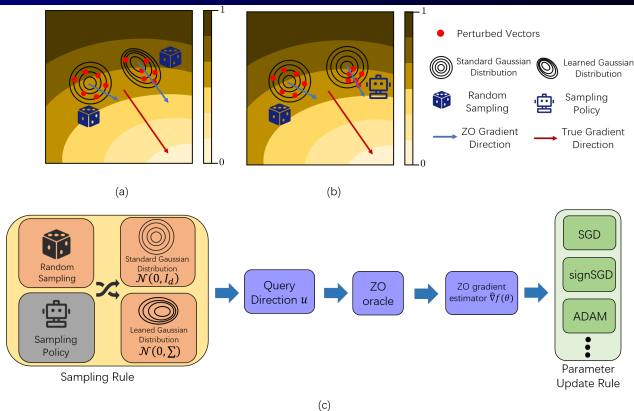 1
0
1
0
Perturbed Vectors
Standard Gaussian
Distribution
Learned Gaussian
Distribution
Random
Sampling
Sampling
Policy
ZO Gradient
Direction
True Gradient
Direction
(a)
(b)
Random
Sampling
Standard Gaussian
Distribution
𝒩(0, I_d)
Sampling
Policy
Leaned Gaussian
Distribution
𝒩(0, Σ)
Sampling Rule
Query
Direction u
ZO
oracle
ZO gradient
estimator ∇̂f(θ)
SGD
signSGD
ADAM
Parameter
Update Rule
(c)